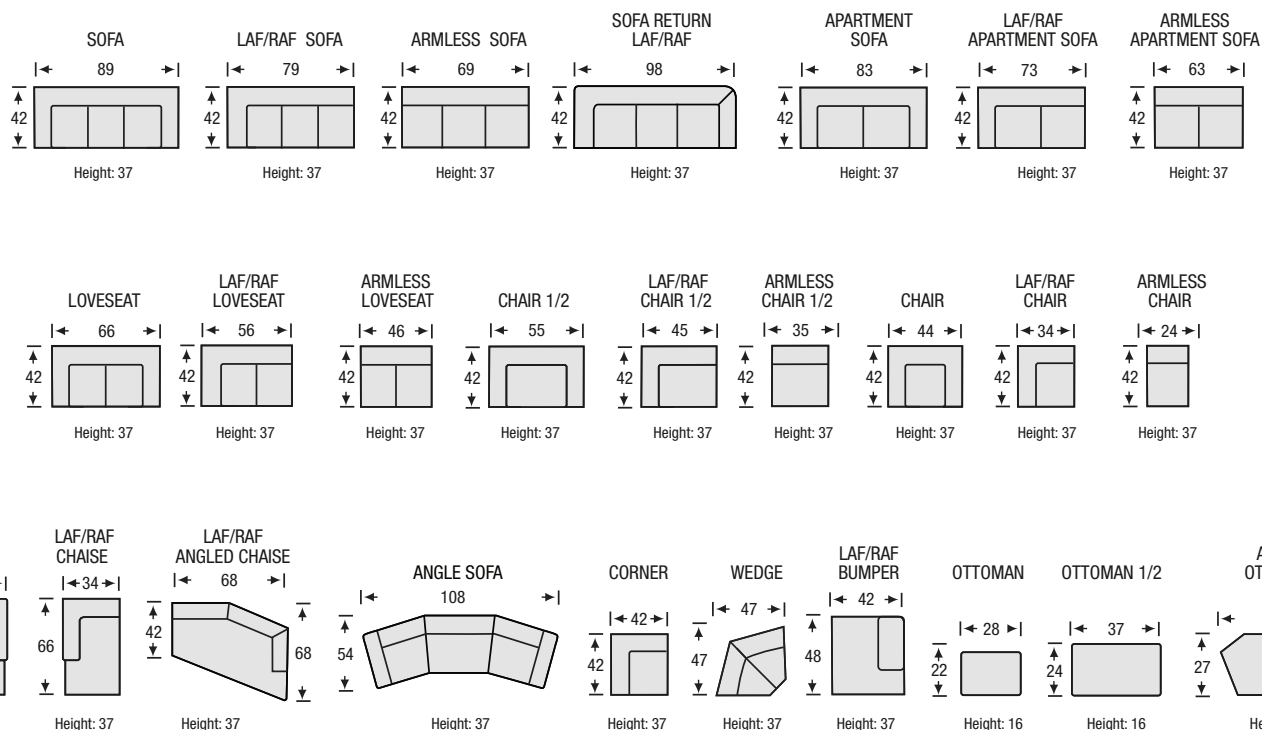 SOFA
89
42
Height: 37
LAF/RAF SOFA
79
42
Height: 37
ARMLESS SOFA
69
42
Height: 37
SOFA RETURN
LAF/RAF
98
42
Height: 37
APARTMENT
SOFA
83
42
Height: 37
LAF/RAF
APARTMENT SOFA
73
42
Height: 37
ARMLESS
APARTMENT SOFA
63
42
Height: 37
LOVESEAT
66
42
Height: 37
LAF/RAF
LOVESEAT
56
42
Height: 37
ARMLESS
LOVESEAT
46
42
Height: 37
CHAIR 1/2
55
42
Height: 37
LAF/RAF
CHAIR 1/2
45
42
Height: 37
ARMLESS
CHAIR 1/2
35
42
Height: 37
CHAIR
44
42
Height: 37
LAF/RAF
CHAIR
34
42
Height: 37
ARMLESS
CHAIR
24
42
Height: 37
LAF/RAF
CHAISE
34
66
Height: 37
LAF/RAF
ANGLED CHAISE
68
42
68
Height: 37
ANGLE SOFA
108
54
Height: 37
CORNER
42
42
Height: 37
WEDGE
47
47
Height: 37
LAF/RAF
BUMPER
42
48
Height: 37
OTTOMAN
28
22
Height: 16
OTTOMAN 1/2
37
24
Height: 16
27